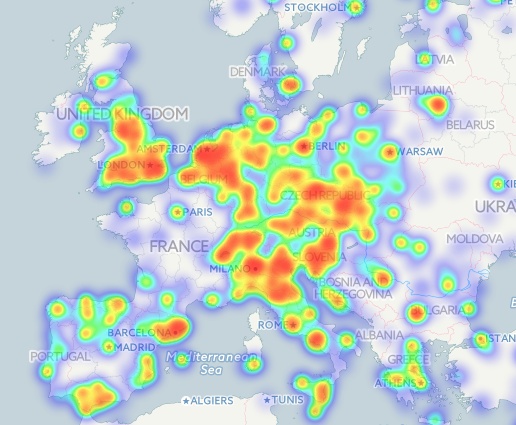 STOCKHOLM
LATVIA
DENMARK
LITHUANIA
UNITED KINGDOM
BELARUS
AMSTERDAM
BERLIN
WARSAW
LONDON
BELGIUM
CZECH REPUBLIC
PARIS
UKRA
AUSTRIA
MOLDOVA
FRANCE
SLOVENIA
MILANO
BOSNIA AND
HERZEGOVINA
BULGARIA
ROME
BARCELONA
ALBANIA
STAN
PORTUGAL
MADRID
Mediterranean
Sea
GREECE
ATHENS
ALGIERS
TUNIS